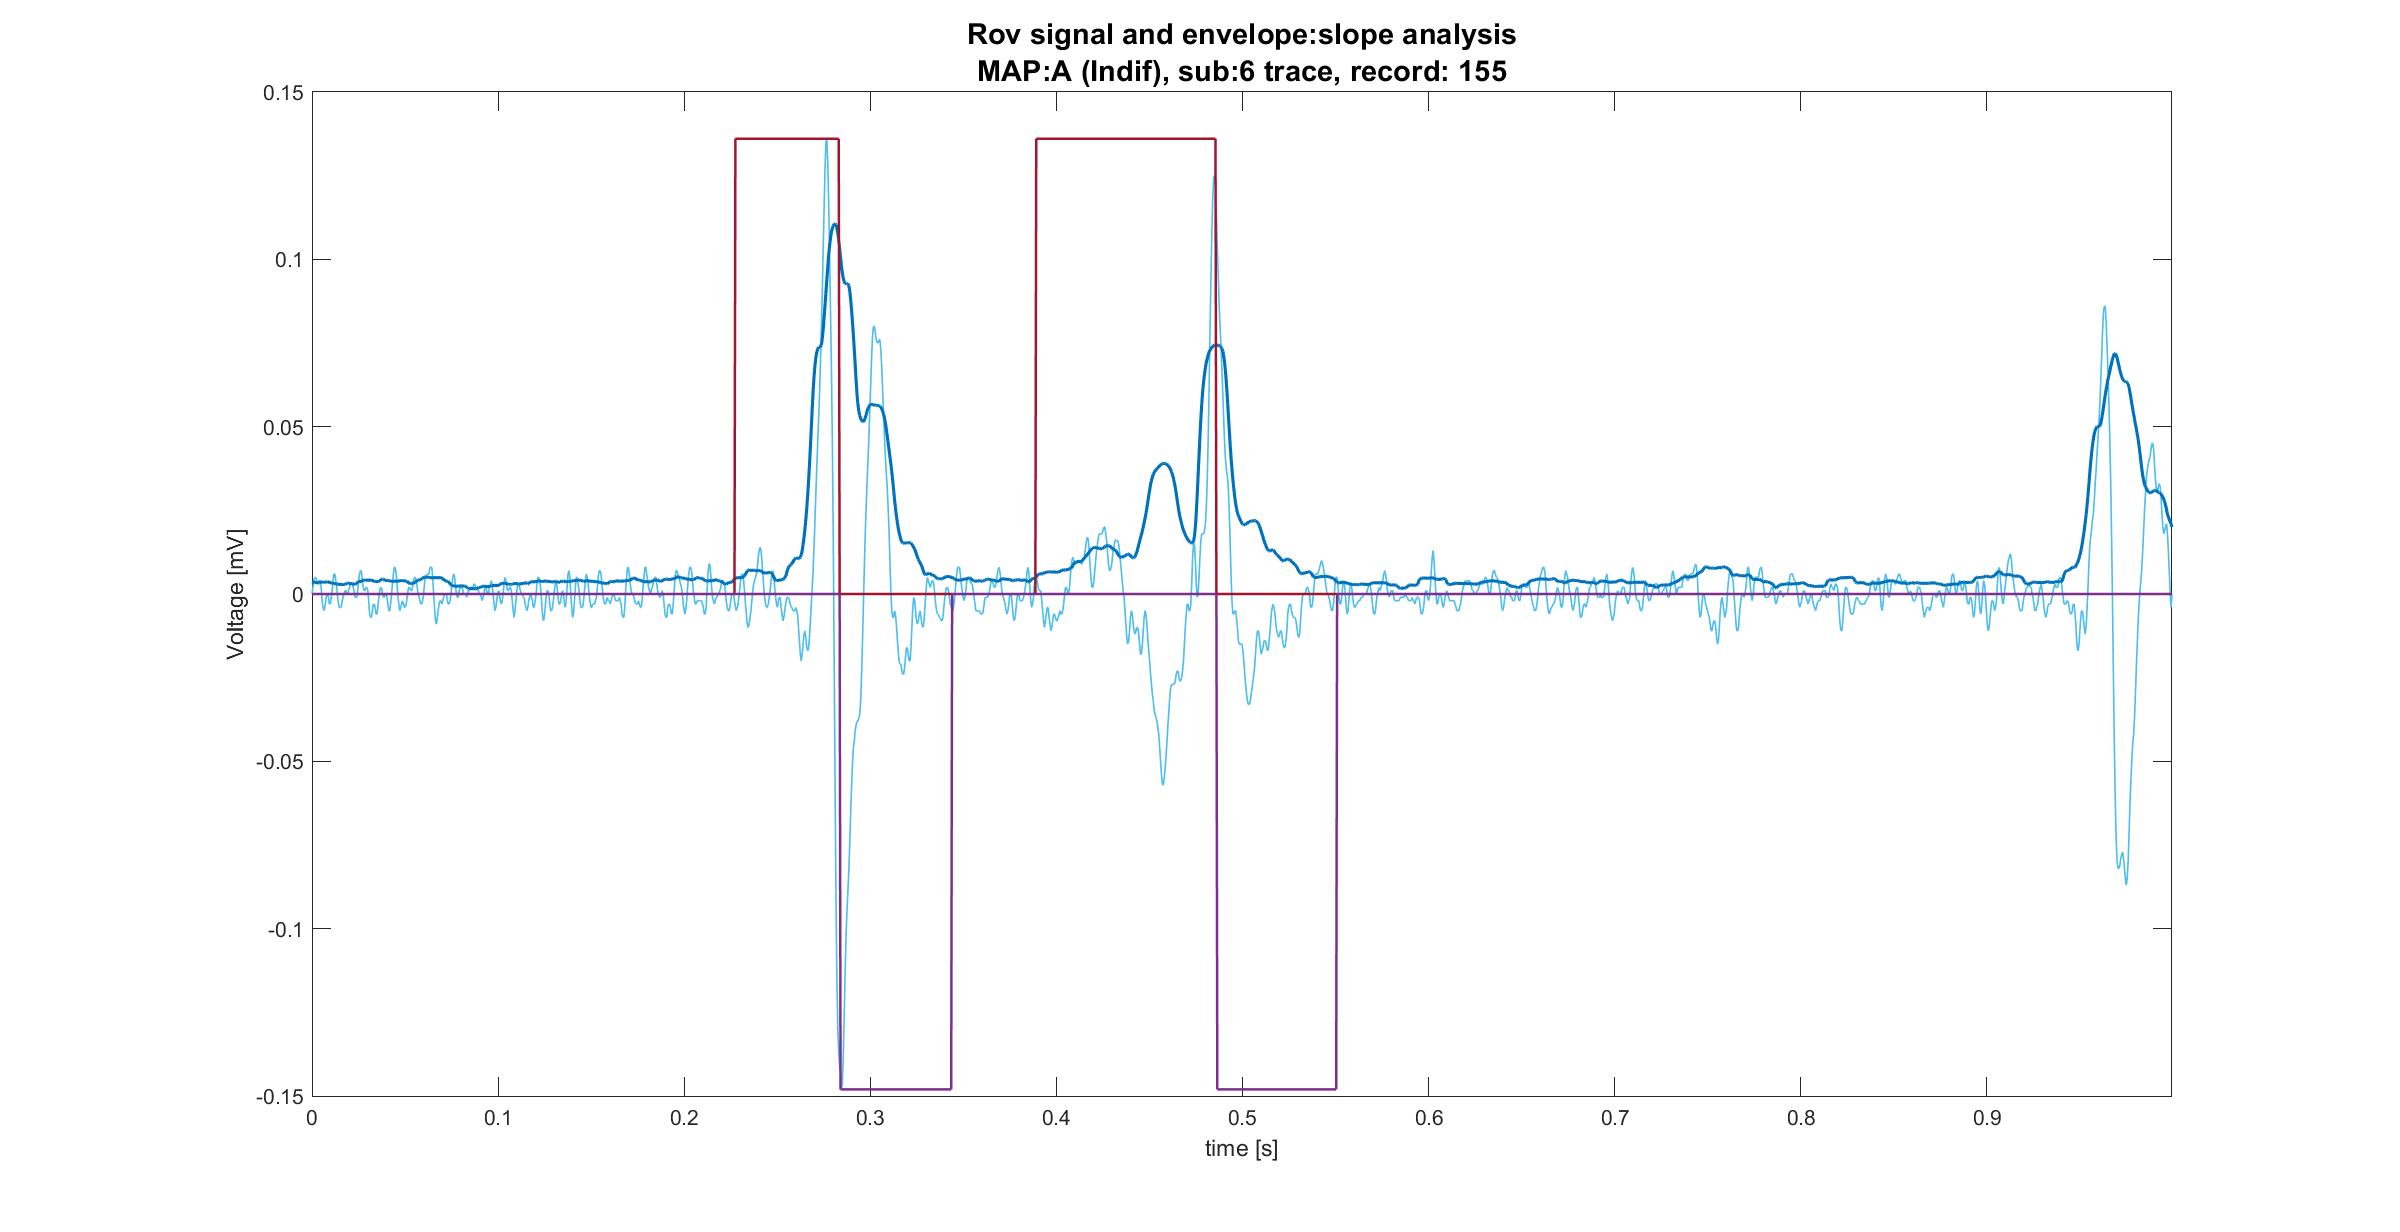 Rov signal and envelope:slope analysis
MAP:A (Indif), sub:6 trace, record: 155
0.15
0.1
0.05
0
-0.05
-0.1
-0.15
Voltage [mV]
0 0.1 0.2 0.3 0.4 0.5 0.6 0.7 0.8 0.9
time [s]